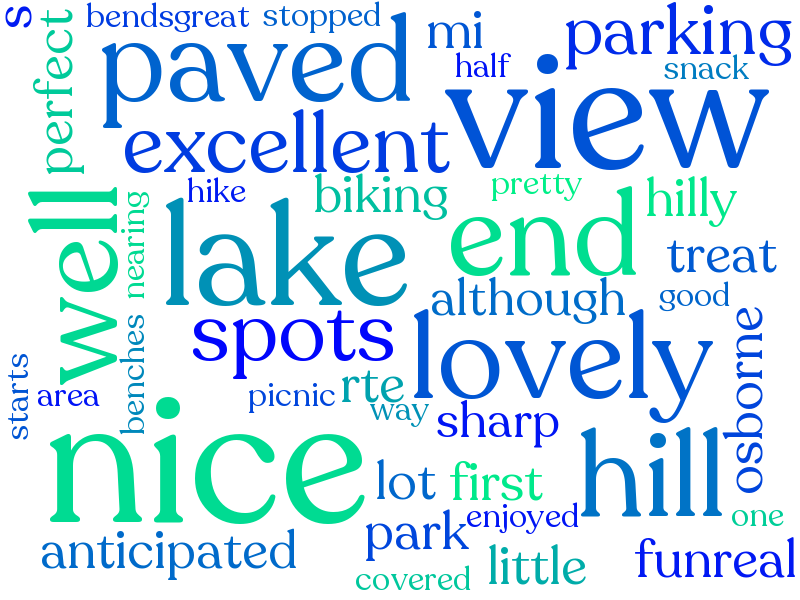 s
bendsgreat
stopped
mi
parking
perfect
paved
half
snack
view
excellent
hike
biking
pretty
hilly
well
nearing
lake
end
treat
although
good
spots
lovely
osborne
starts
area
benches
picnic
rte
way
sharp
nice
hill
lot
first
enjoyed
one
anticipated
park
little
funreal
covered